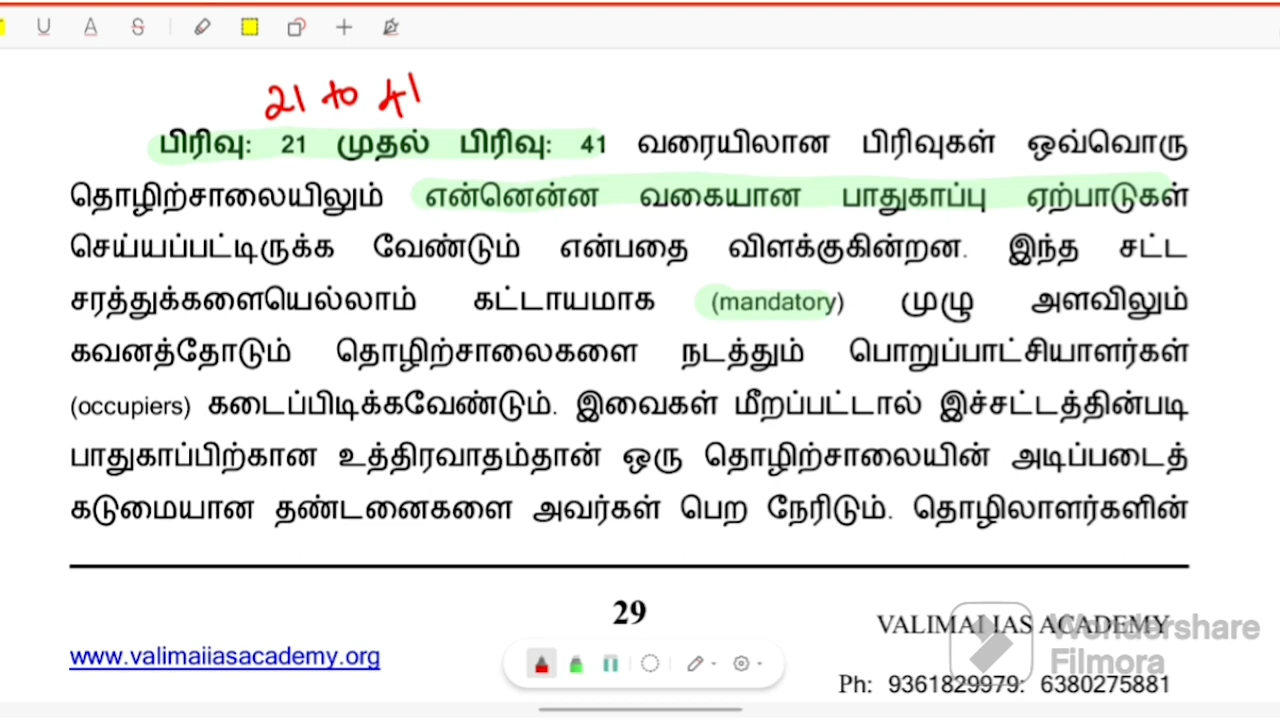 21 to 41
பிரிவு: 21 முதல் பிரிவு: 41 வரையிலான பிரிவுகள் ஒவ்வொரு
தொழிற்சாலையிலும் என்னென்ன வகையான பாதுகாப்பு ஏற்பாடுகள்
செய்யப்பட்டிருக்க வேண்டும் என்பதை விளக்குகின்றன. இந்த சட்ட
சரத்துக்களையெல்லாம் கட்டாயமாக (mandatory) முழு அளவிலும்
கவனத்தோடும் தொழிற்சாலைகளை நடத்தும் பொறுப்பாட்சியாளர்கள்
(occupiers) கடைப்பிடிக்கவேண்டும். இவைகள் மீறப்பட்டால் இச்சட்டத்தின்படி
பாதுகாப்பிற்கான உத்திரவாதம்தான் ஒரு தொழிற்சாலையின் அடிப்படைத்
கடுமையான தண்டனைகளை அவர்கள் பெற நேரிடும். தொழிலாளர்களின்
29
VALIMAI IAS ACADEMY
www.valimaiiasacademy.org
Ph: 9361829979: 6380275881
Wondershare
Filmora